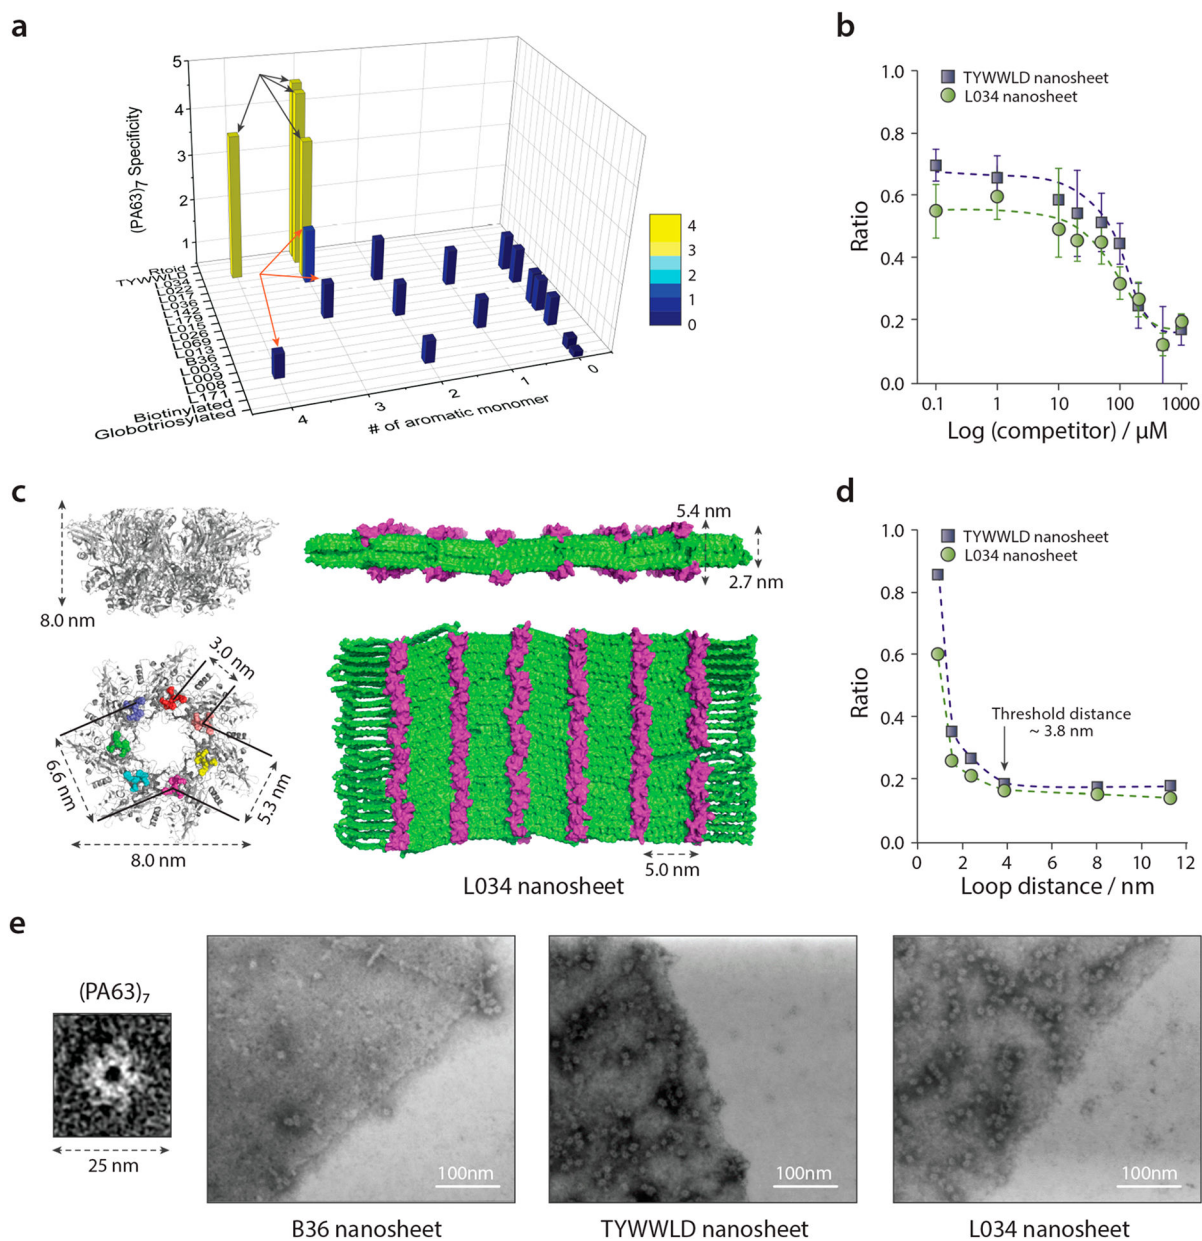 a
5
4
3
2
1
(PA63)₇ Specificity
Rtoid
TYWWLD
L034
L022
L027
L017
L036
L042
L179
L015
L026
L069
L013
B36
L003
L009
L008
L171
Biotinylated
Globotriosylated
4
3
2
1
0
# of aromatic monomer
4
3
2
1
0
b
TYWWLD nanosheet
L034 nanosheet
1.0
0.8
0.6
0.4
0.2
0.0
Ratio
0.1 1 10 100 1000
Log (competitor) / µM
c
8.0 nm
5.4 nm
2.7 nm
3.0 nm
6.6 nm
5.3 nm
8.0 nm
5.0 nm
L034 nanosheet
d
TYWWLD nanosheet
L034 nanosheet
1.0
0.8
0.6
0.4
0.2
0.0
Ratio
Threshold distance
~ 3.8 nm
0 2 4 6 8 10 12
Loop distance / nm
e
(PA63)₇
25 nm
100nm
100nm
100nm
B36 nanosheet
TYWWLD nanosheet
L034 nanosheet